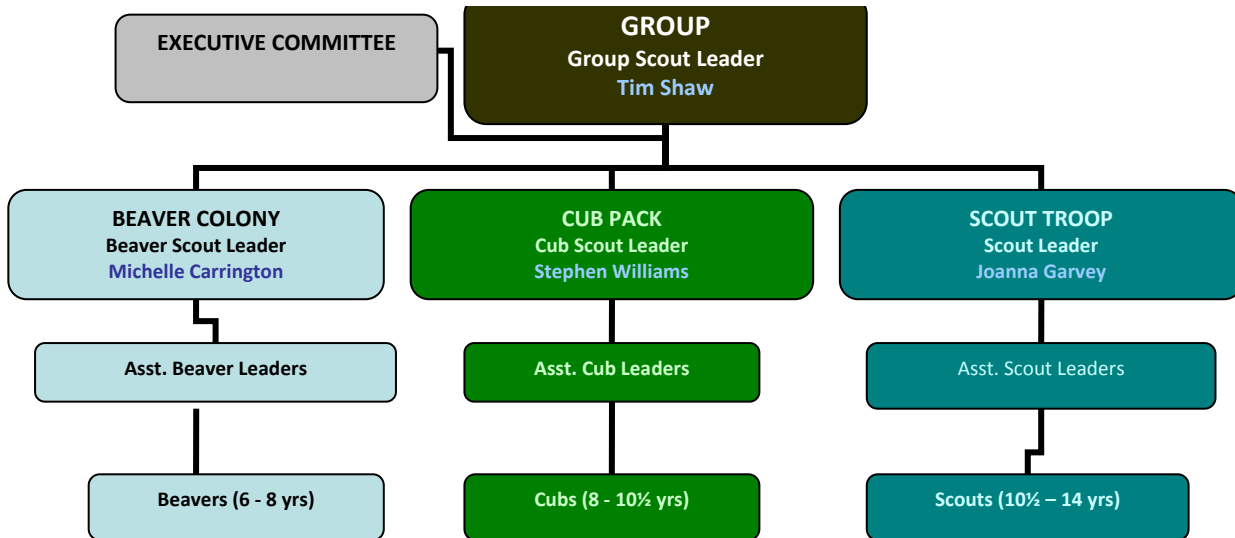 EXECUTIVE COMMITTEE
GROUP
Group Scout Leader
Tim Shaw
BEAVER COLONY
Beaver Scout Leader
Michelle Carrington
CUB PACK
Cub Scout Leader
Stephen Williams
SCOUT TROOP
Scout Leader
Joanna Garvey
Asst. Beaver Leaders
Asst. Cub Leaders
Asst. Scout Leaders
Beavers (6 - 8 yrs)
Cubs (8 - 10½ yrs)
Scouts (10½ – 14 yrs)